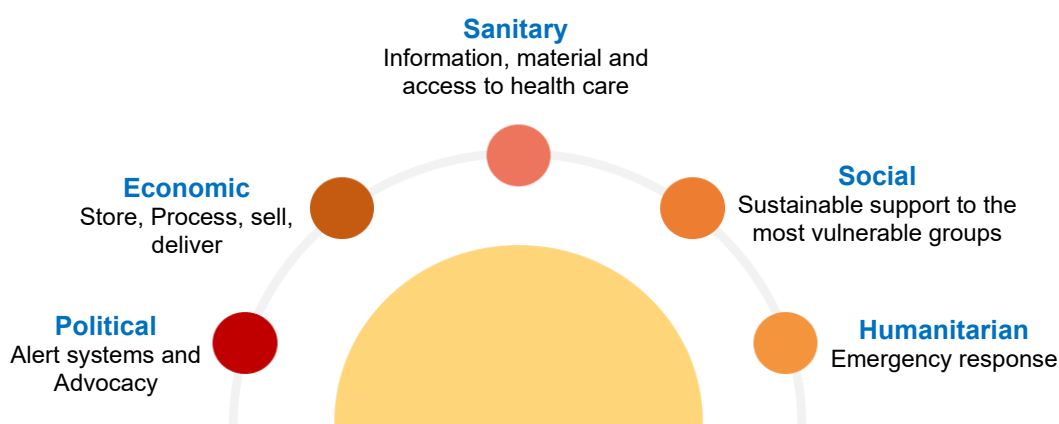 Sanitary
Information, material and
access to health care
Economic
Store, Process, sell,
deliver
Social
Sustainable support to the
most vulnerable groups
Political
Alert systems and
Advocacy
Humanitarian
Emergency response